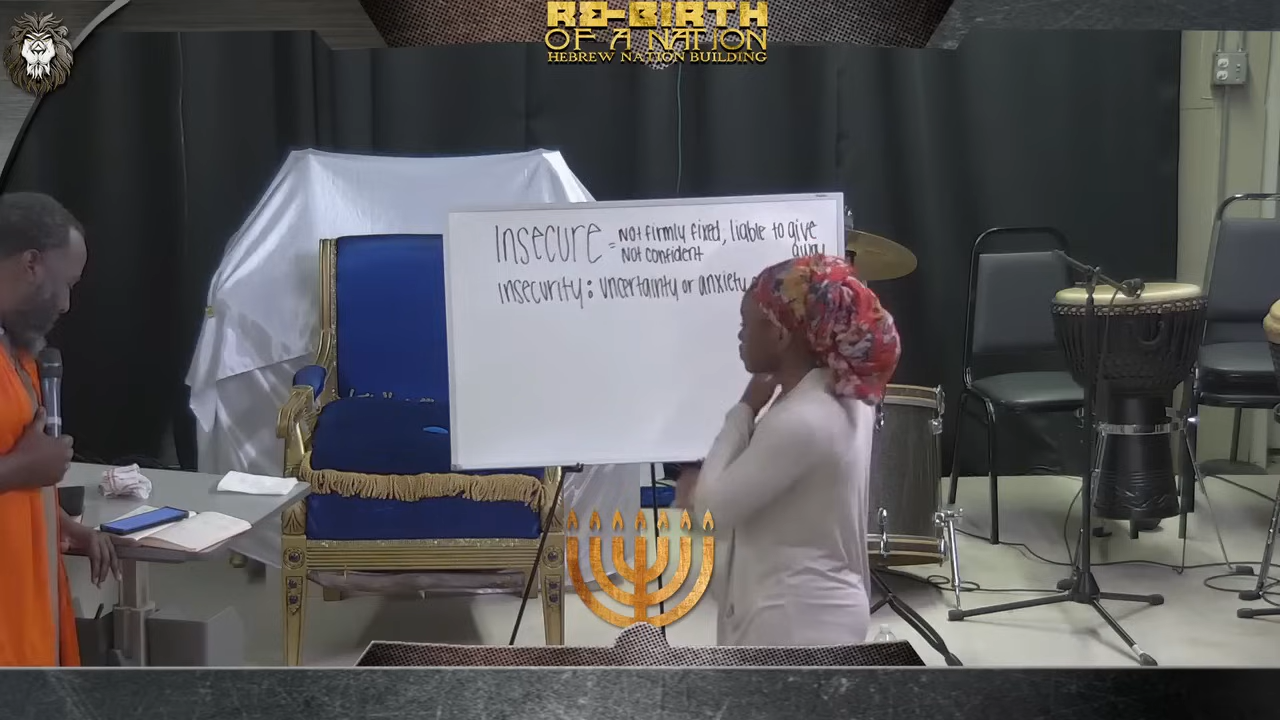 RE-BIRTH
OF A NATION
HEBREW NATION BUILDING
Insecure = Not firmly fixed, liable to give
away
Not confident
Insecurity: Uncertainty or anxiety